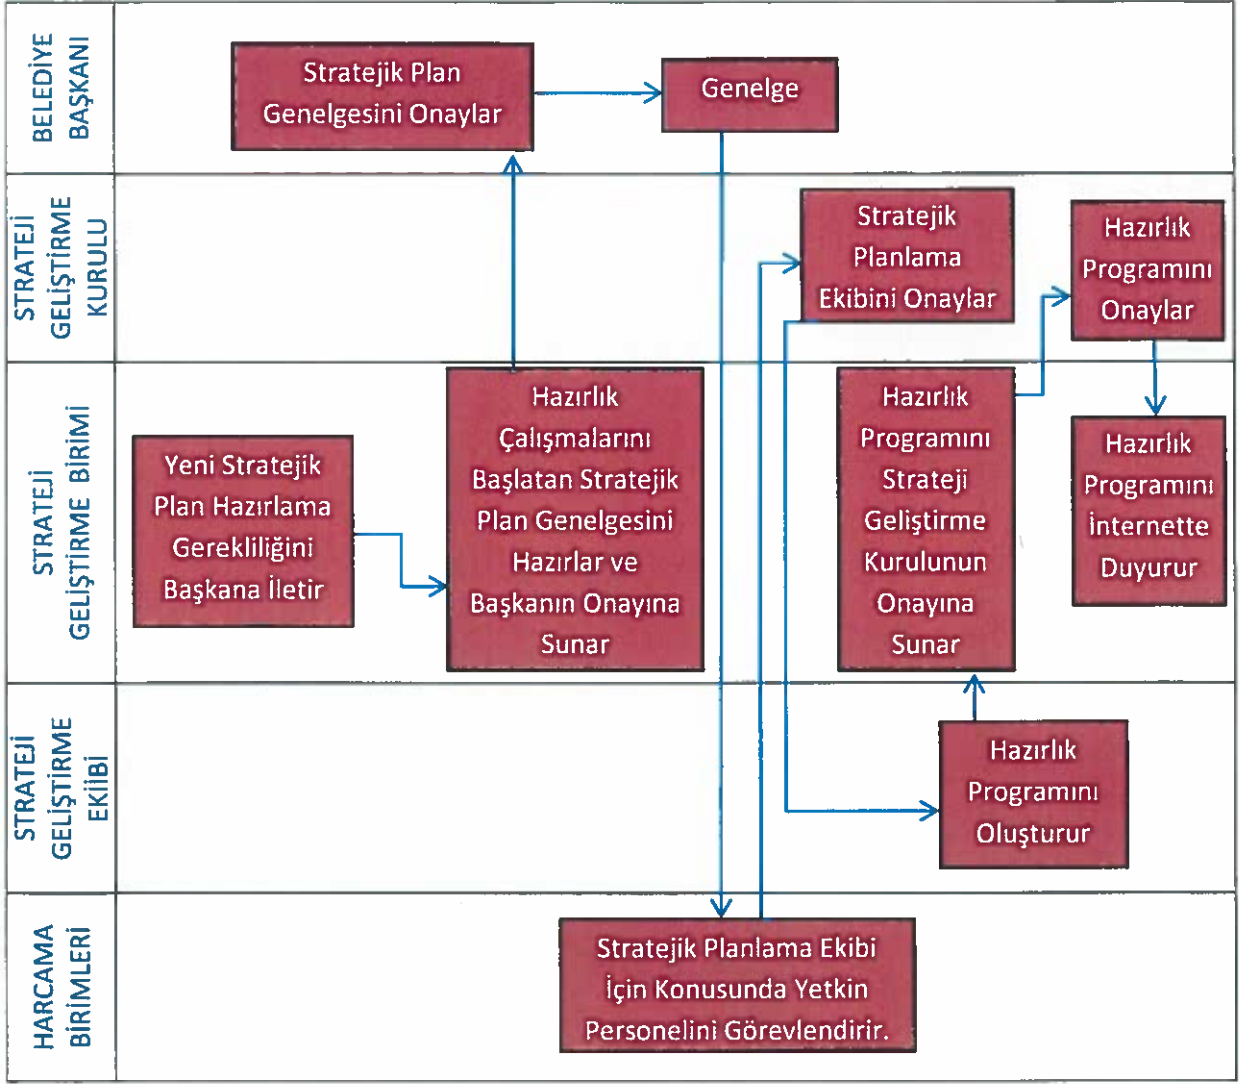 BELEDİYE
BAŞKANI
Stratejik Plan
Genelgesini Onaylar
Genelge
STRATEJİ
GELİŞTİRME
KURULU
Stratejik
Planlama
Ekibini Onaylar
Hazırlık
Programını
Onaylar
STRATEJİ
GELİŞTİRME BİRİMİ
Yeni Stratejik
Plan Hazırlama
Gerekliliğini
Başkana İletir
Hazırlık
Çalışmalarını
Başlatan Stratejik
Plan Genelgesini
Hazırlar ve
Başkanın Onayına
Sunar
Hazırlık
Programını
Strateji
Geliştirme
Kurulunun
Onayına
Sunar
Hazırlık
Programını
İnternette
Duyurur
STRATEJİ
GELİŞTİRME
EKİİBİ
Hazırlık
Programını
Oluşturur
HARCAMA
BİRİMLERİ
Stratejik Planlama Ekibi
İçin Konusunda Yetkin
Personelini Görevlendirir.